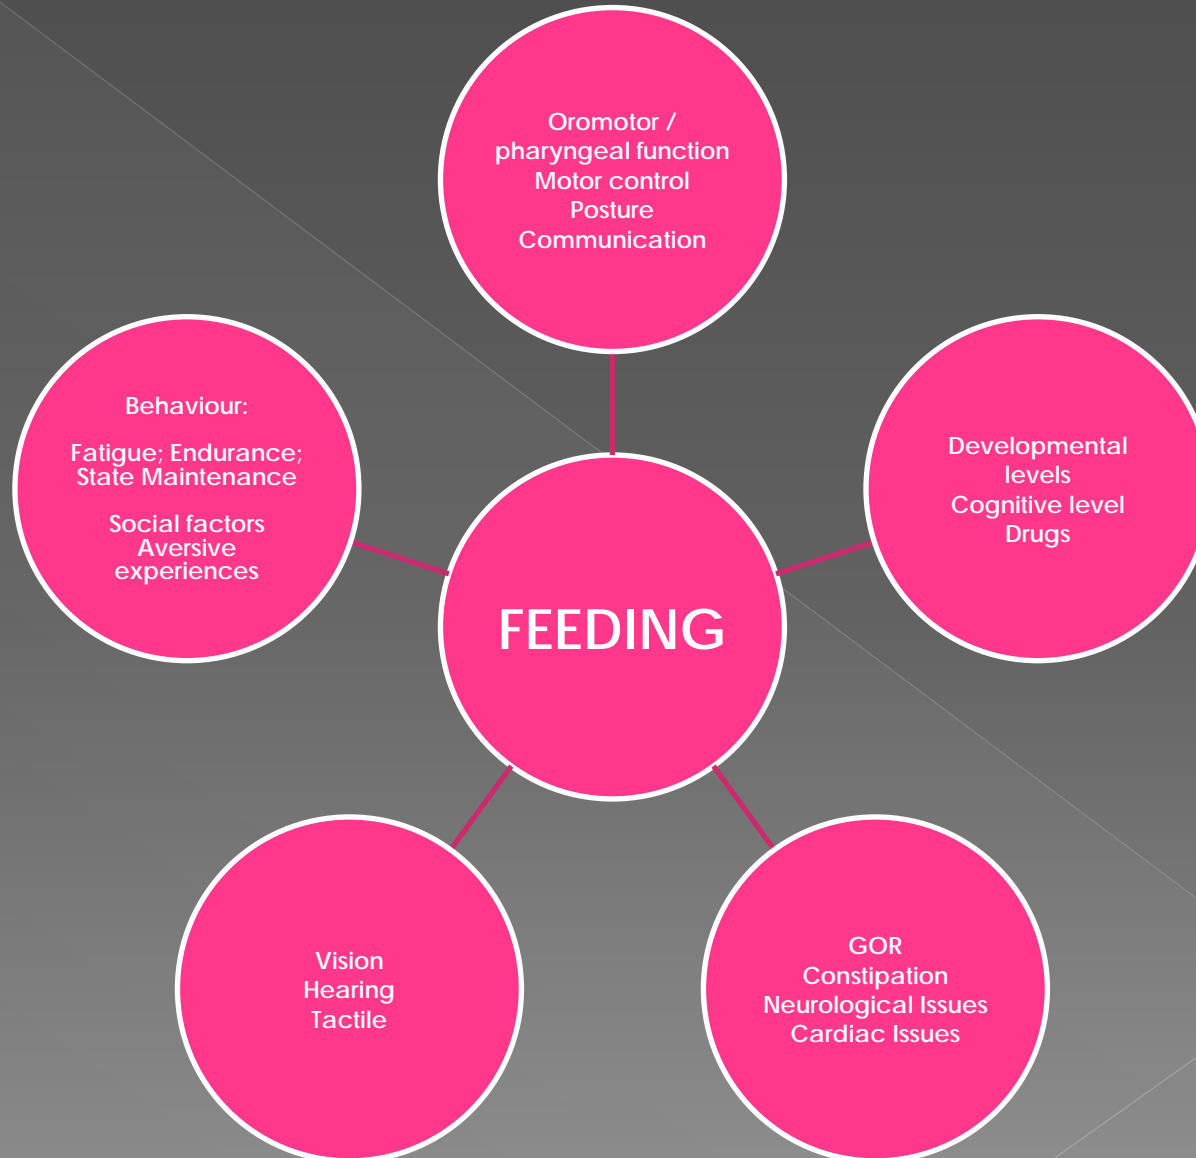 Oromotor /
pharyngeal function
Motor control
Posture
Communication
Behaviour:
Fatigue; Endurance;
State Maintenance
Social factors
Aversive
experiences
Developmental
levels
Cognitive level
Drugs
FEEDING
Vision
Hearing
Tactile
GOR
Constipation
Neurological Issues
Cardiac Issues